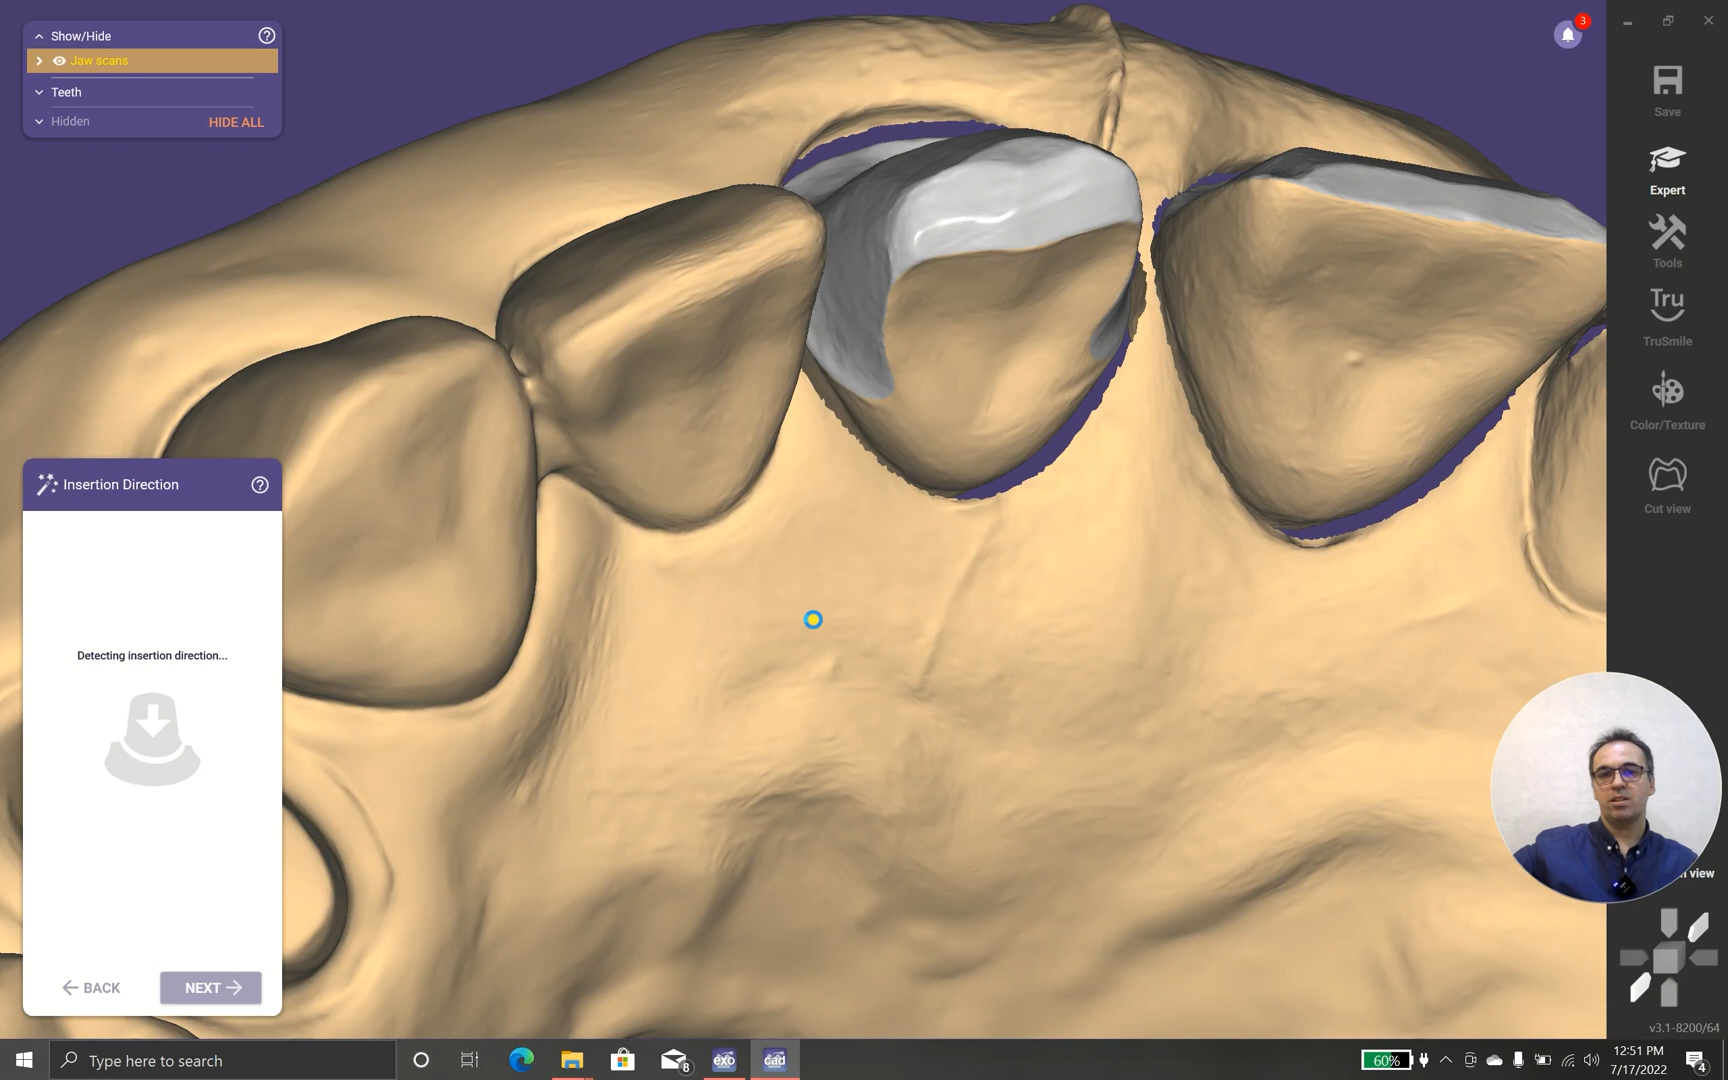 Show/Hide
Jaw scans
Teeth
Hidden
HIDE ALL
3
Save
Expert
Tools
Tru
TruSmile
Color/Texture
Cut view
Insertion Direction
Detecting insertion direction...
BACK
NEXT
view
v3.1-8200/64
Type here to search
8
exo
cad
60%
12:51 PM
7/17/2022
4